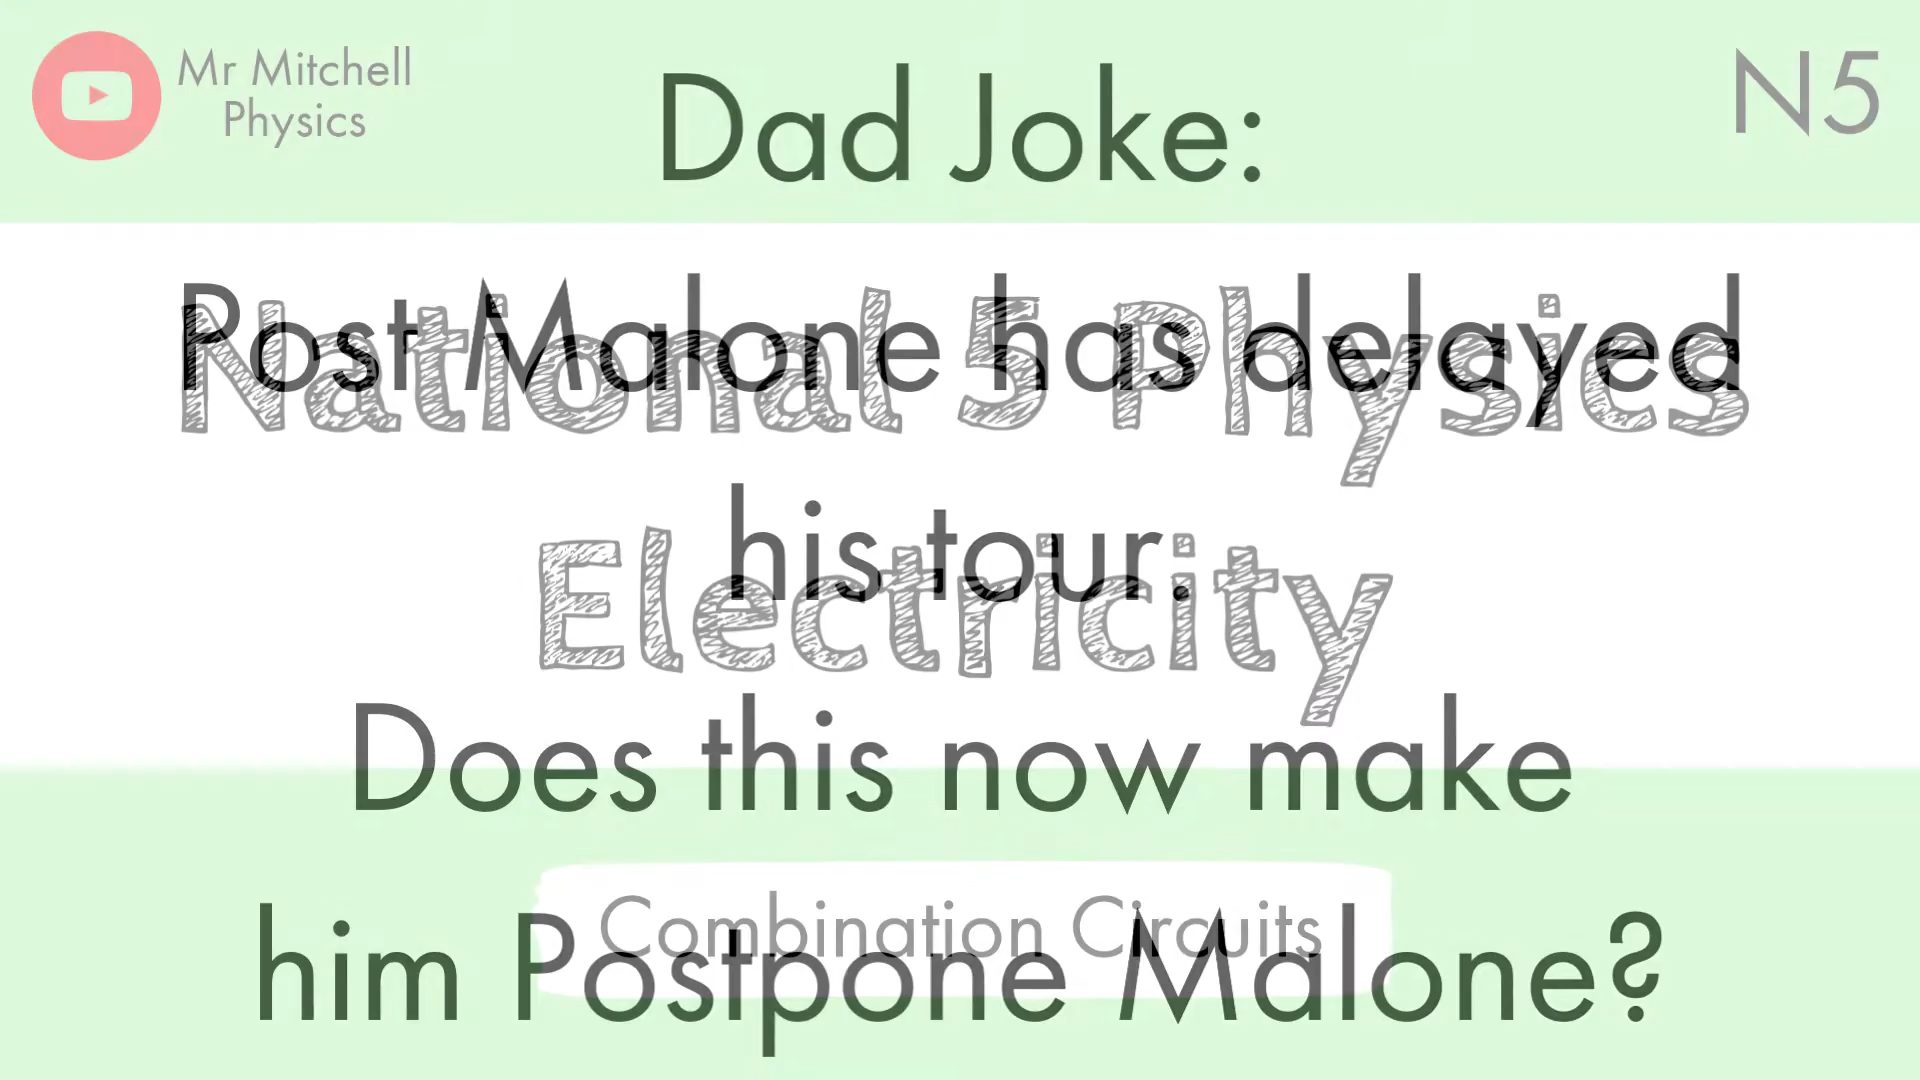 Mr Mitchell
Physics
N5
Dad Joke:
Post Malone has delayed
his tour.
Does this now make
him Postpone Malone?
National 5 Physics
Electricity
Combination Circuits